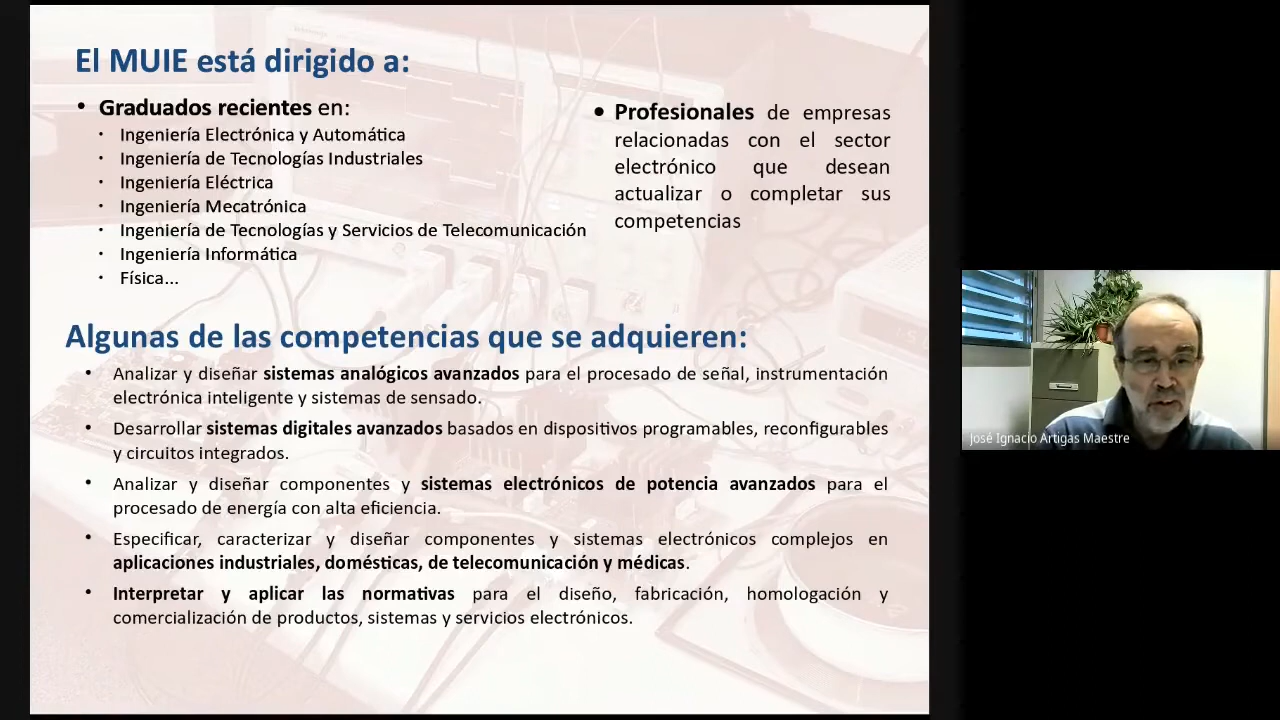 El MUIE está dirigido a:
• Graduados recientes en:
• Ingeniería Electrónica y Automática
• Ingeniería de Tecnologías Industriales
• Ingeniería Eléctrica
• Ingeniería Mecatrónica
• Ingeniería de Tecnologías y Servicios de Telecomunicación
• Ingeniería Informática
• Física...
• Profesionales de empresas
relacionadas con el sector
electrónico que desean
actualizar o completar sus
competencias
Algunas de las competencias que se adquieren:
• Analizar y diseñar sistemas analógicos avanzados para el procesado de señal, instrumentación
electrónica inteligente y sistemas de sensado.
• Desarrollar sistemas digitales avanzados basados en dispositivos programables, reconfigurables
y circuitos integrados.
• Analizar y diseñar componentes y sistemas electrónicos de potencia avanzados para el
procesado de energía con alta eficiencia.
• Especificar, caracterizar y diseñar componentes y sistemas electrónicos complejos en
aplicaciones industriales, domésticas, de telecomunicación y médicas.
• Interpretar y aplicar las normativas para el diseño, fabricación, homologación y
comercialización de productos, sistemas y servicios electrónicos.
José Ignacio Artigas Maestre